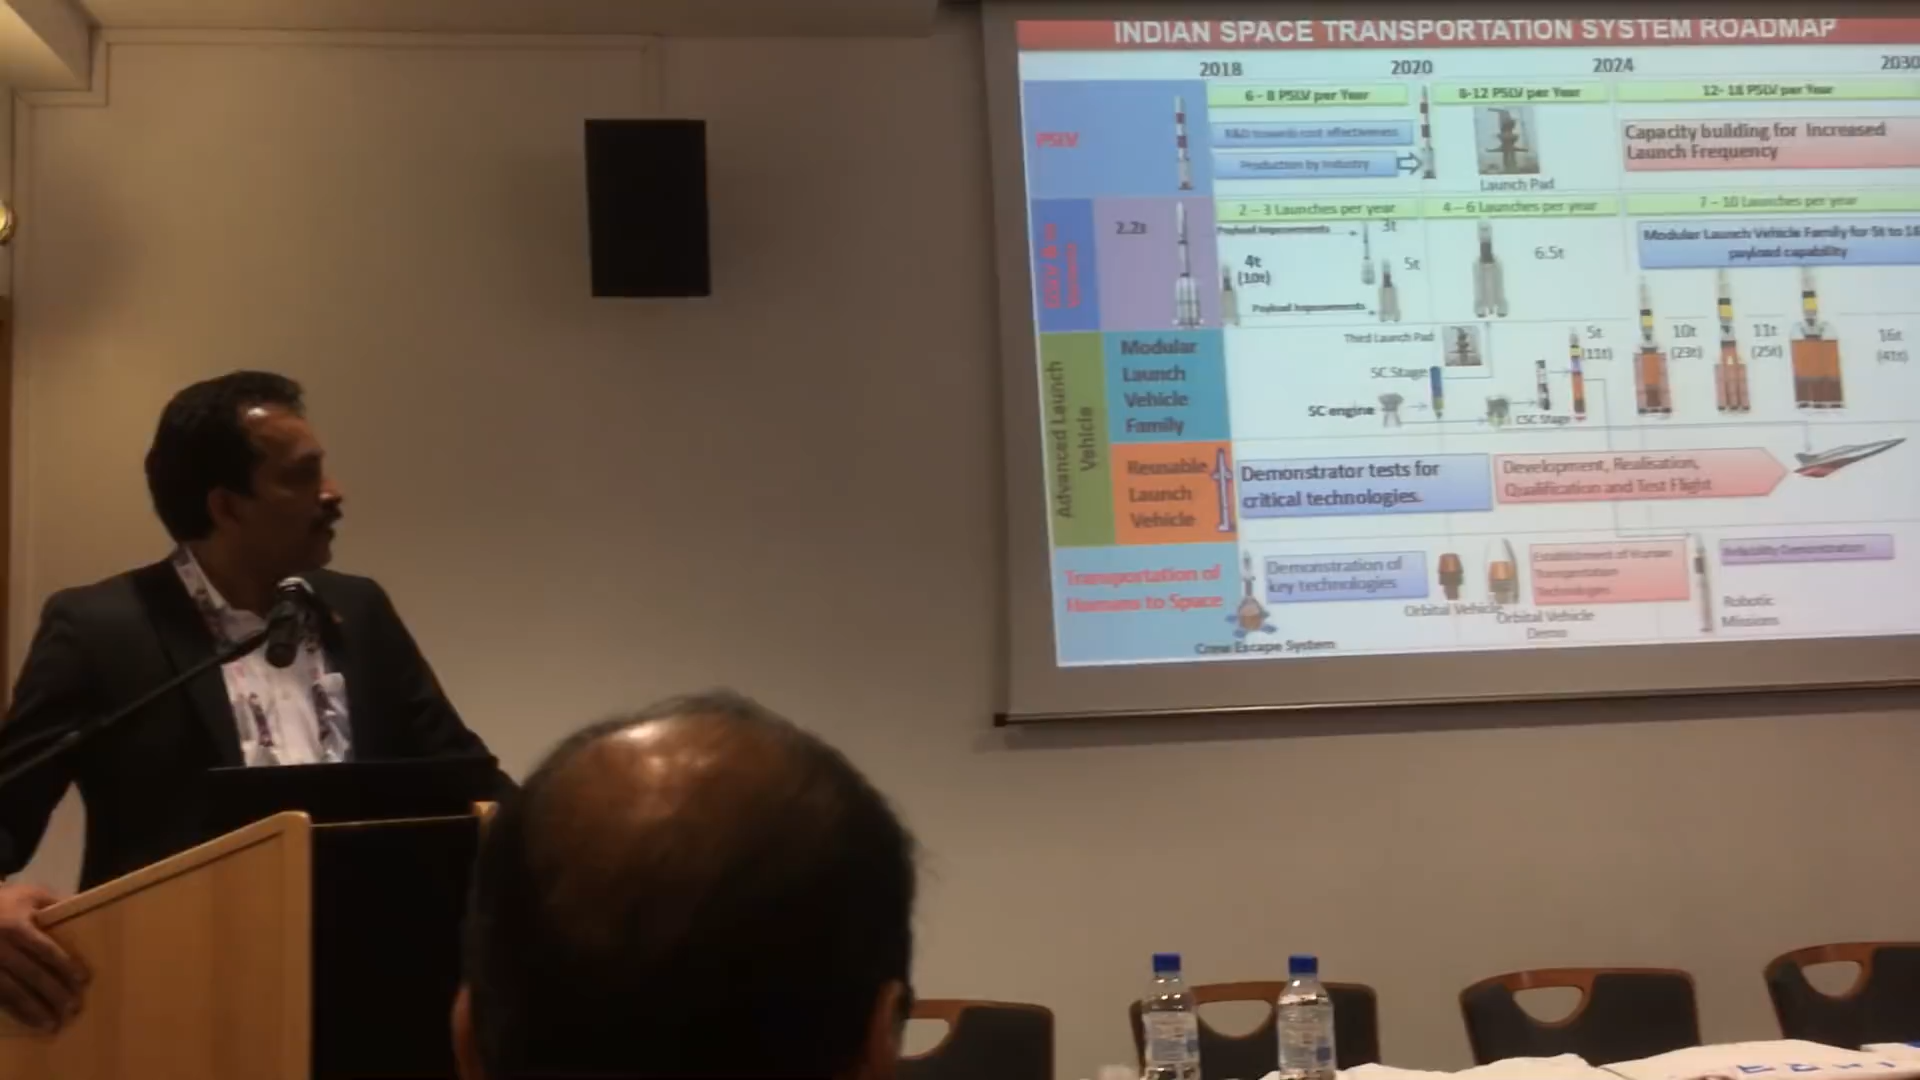 INDIAN SPACE TRANSPORTATION SYSTEM ROADMAP
2018 2020 2024 2030
PSLV
6 - 8 PSLV per Year
8-12 PSLV per Year
12- 18 PSLV per Year
R&D towards cost effectiveness
Production by Industry
Launch Pad
Capacity building for Increased
Launch Frequency
2.2t
2 – 3 Launches per year
4 – 6 Launches per year
7 – 10 Launches per year
Payload Improvements
3t
4t
(10t)
5t
Payload Improvements
6.5t
Modular Launch Vehicle Family for 5t to 16
payload capability
Advanced Launch
Vehicle
Modular
Launch
Vehicle
Family
Third Launch Pad
SC Stage
SC engine
CSC Stage
5t
(11t)
10t
(23t)
11t
(25t)
16t
(41t)
Reusable
Launch
Vehicle
Demonstrator tests for
critical technologies.
Development, Realisation,
Qualification and Test Flight
Transportation of
Humans to Space
Crew Escape System
Demonstration of
key technologies
Orbital Vehicle
Orbital Vehicle
Demo
Establishment of Human
Transportation
Technologies
Reliability Demonstration
Robotic
Missions